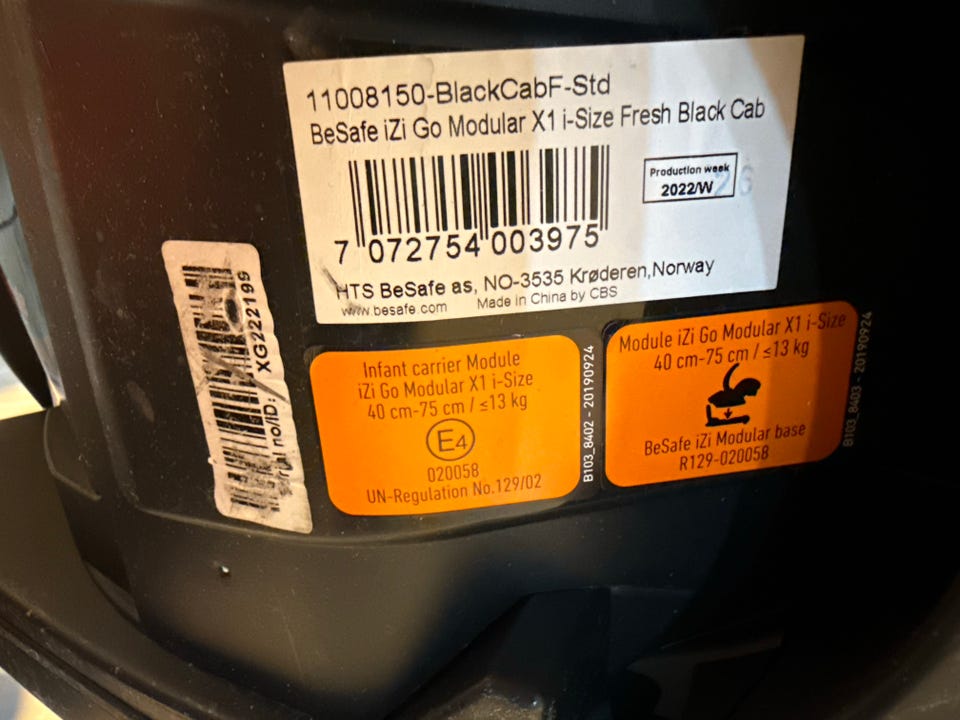 11008150-BlackCabF-Std
BeSafe iZi Go Modular X1 i-Size Fresh Black Cab
Production week
2022/W
7 072754 003975
HTS BeSafe as, NO-3535 Krøderen,Norway
www.besafe.com Made in China by CBS
XG222199
no/ID:
Infant carrier Module
iZi Go Modular X1 i-Size
40 cm-75 cm / ≤13 kg
E4
020058
UN-Regulation No.129/02
B103_8402 - 20190924
Module iZi Go Modular X1 i-Size
40 cm-75 cm / ≤13 kg
BeSafe iZi Modular base
R129-020058
B103_8403 - 20190924